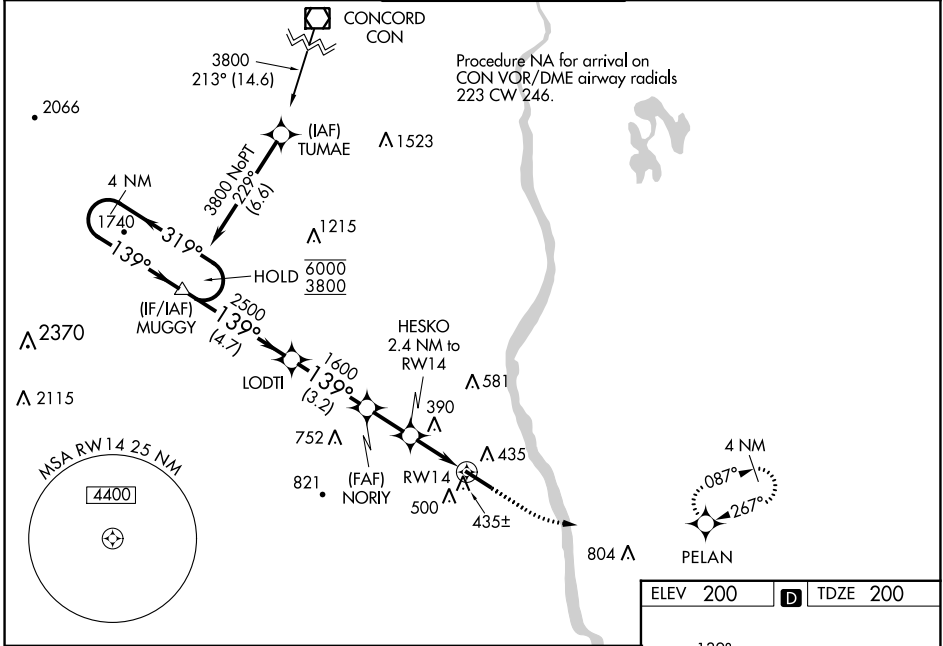 CONCORD
CON
3800
213° (14.6)
Procedure NA for arrival on
CON VOR/DME airway radials
223 CW 246.
2066
(IAF)
TUMAE
1523
3800 NoPT
229°
(6.6)
4 NM
1740
319°
139°
1215
HOLD 6000
3800
(IF/IAF)
MUGGY
2500
139°
(4.7)
2370
HESKO
2.4 NM to
RW14
LODTI
1600
139°
(3.2)
581
2115
390
752
435
MSA RW14 25 NM
4400
821
(FAF)
NORIY
RW14
500
435±
4 NM
087°
267°
804
PELAN
ELEV 200
D
TDZE 200